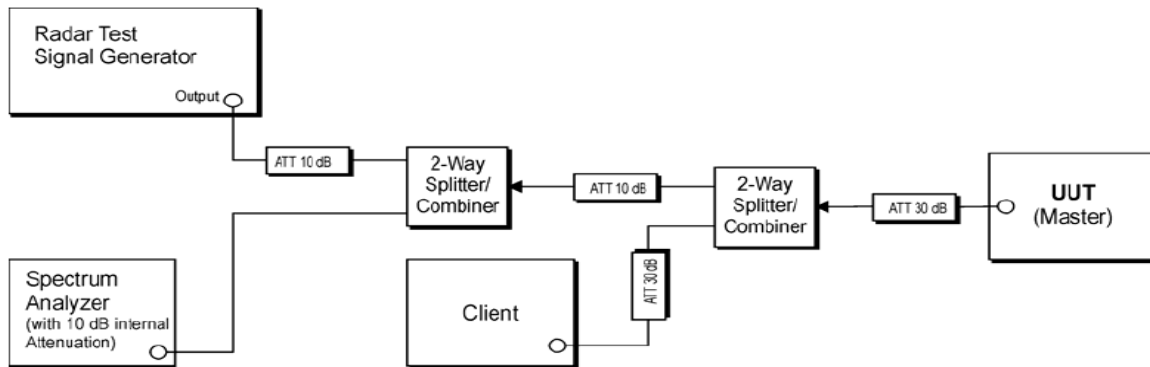 Radar Test
Signal Generator
Output
ATT 10 dB
2-Way
Splitter/
Combiner
ATT 10 dB
2-Way
Splitter/
Combiner
ATT 30 dB
UUT
(Master)
ATT 30 dB
Spectrum
Analyzer
(with 10 dB internal
Attenuation)
Client